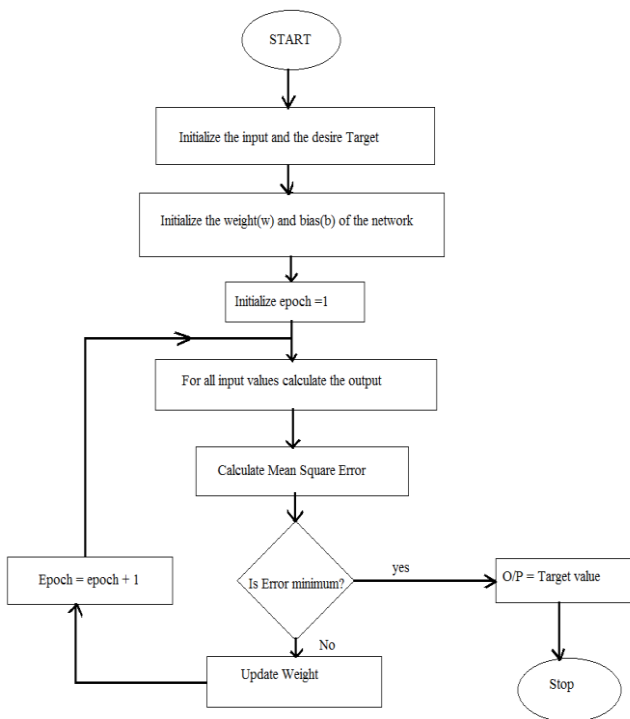 START
Initialize the input and the desire Target
Initialize the weight(w) and bias(b) of the network
Initialize epoch =1
For all input values calculate the output
Calculate Mean Square Error
Is Error minimum?
yes
O/P = Target value
Stop
No
Update Weight
Epoch = epoch + 1